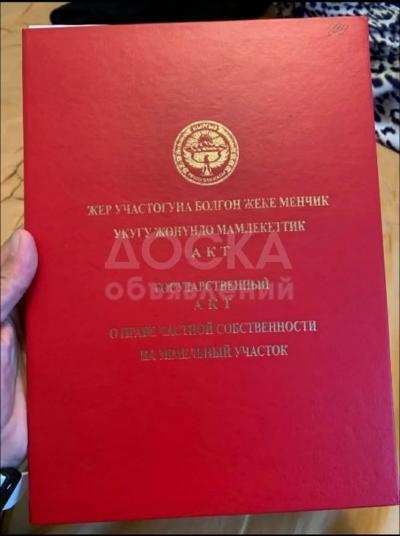 ЖЕР УЧАСТОГУНА БОЛГОН ЖЕКЕ МЕНЧИК
УКУГУ ЖӨНҮНДӨ МАМЛЕКЕТТИК
АКТ
ДОСКА
объявлений
ГОСУДАРСТВЕННЫЙ
АКТ
О ПРАВЕ ЧАСТНОЙ СОБСТВЕННОСТИ
НА ЗЕМЕЛЬНЫЙ УЧАСТОК